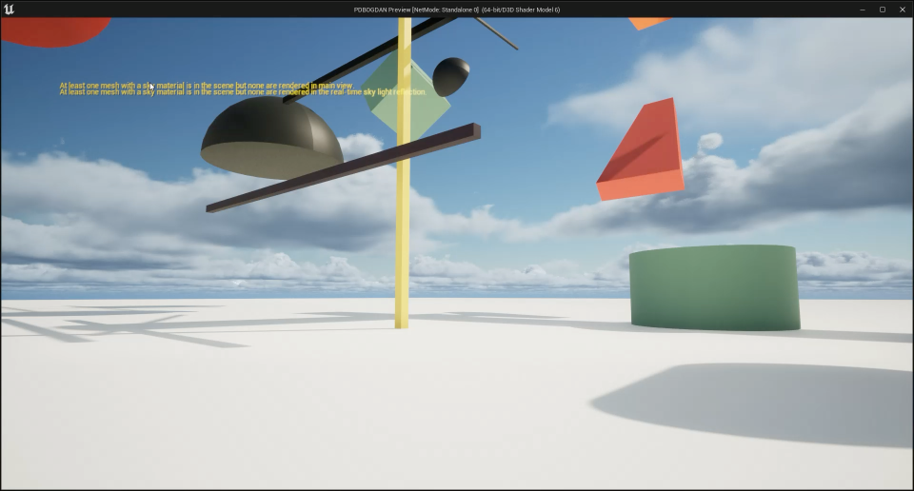 PDBOGDAN Preview [NetMode: Standalone 0] (64-bit/D3D Shader Model 6)
At least one mesh with a sky material is in the scene but none are rendered in main view.
At least one mesh with a sky material is in the scene but none are rendered in the real-time sky light reflection.